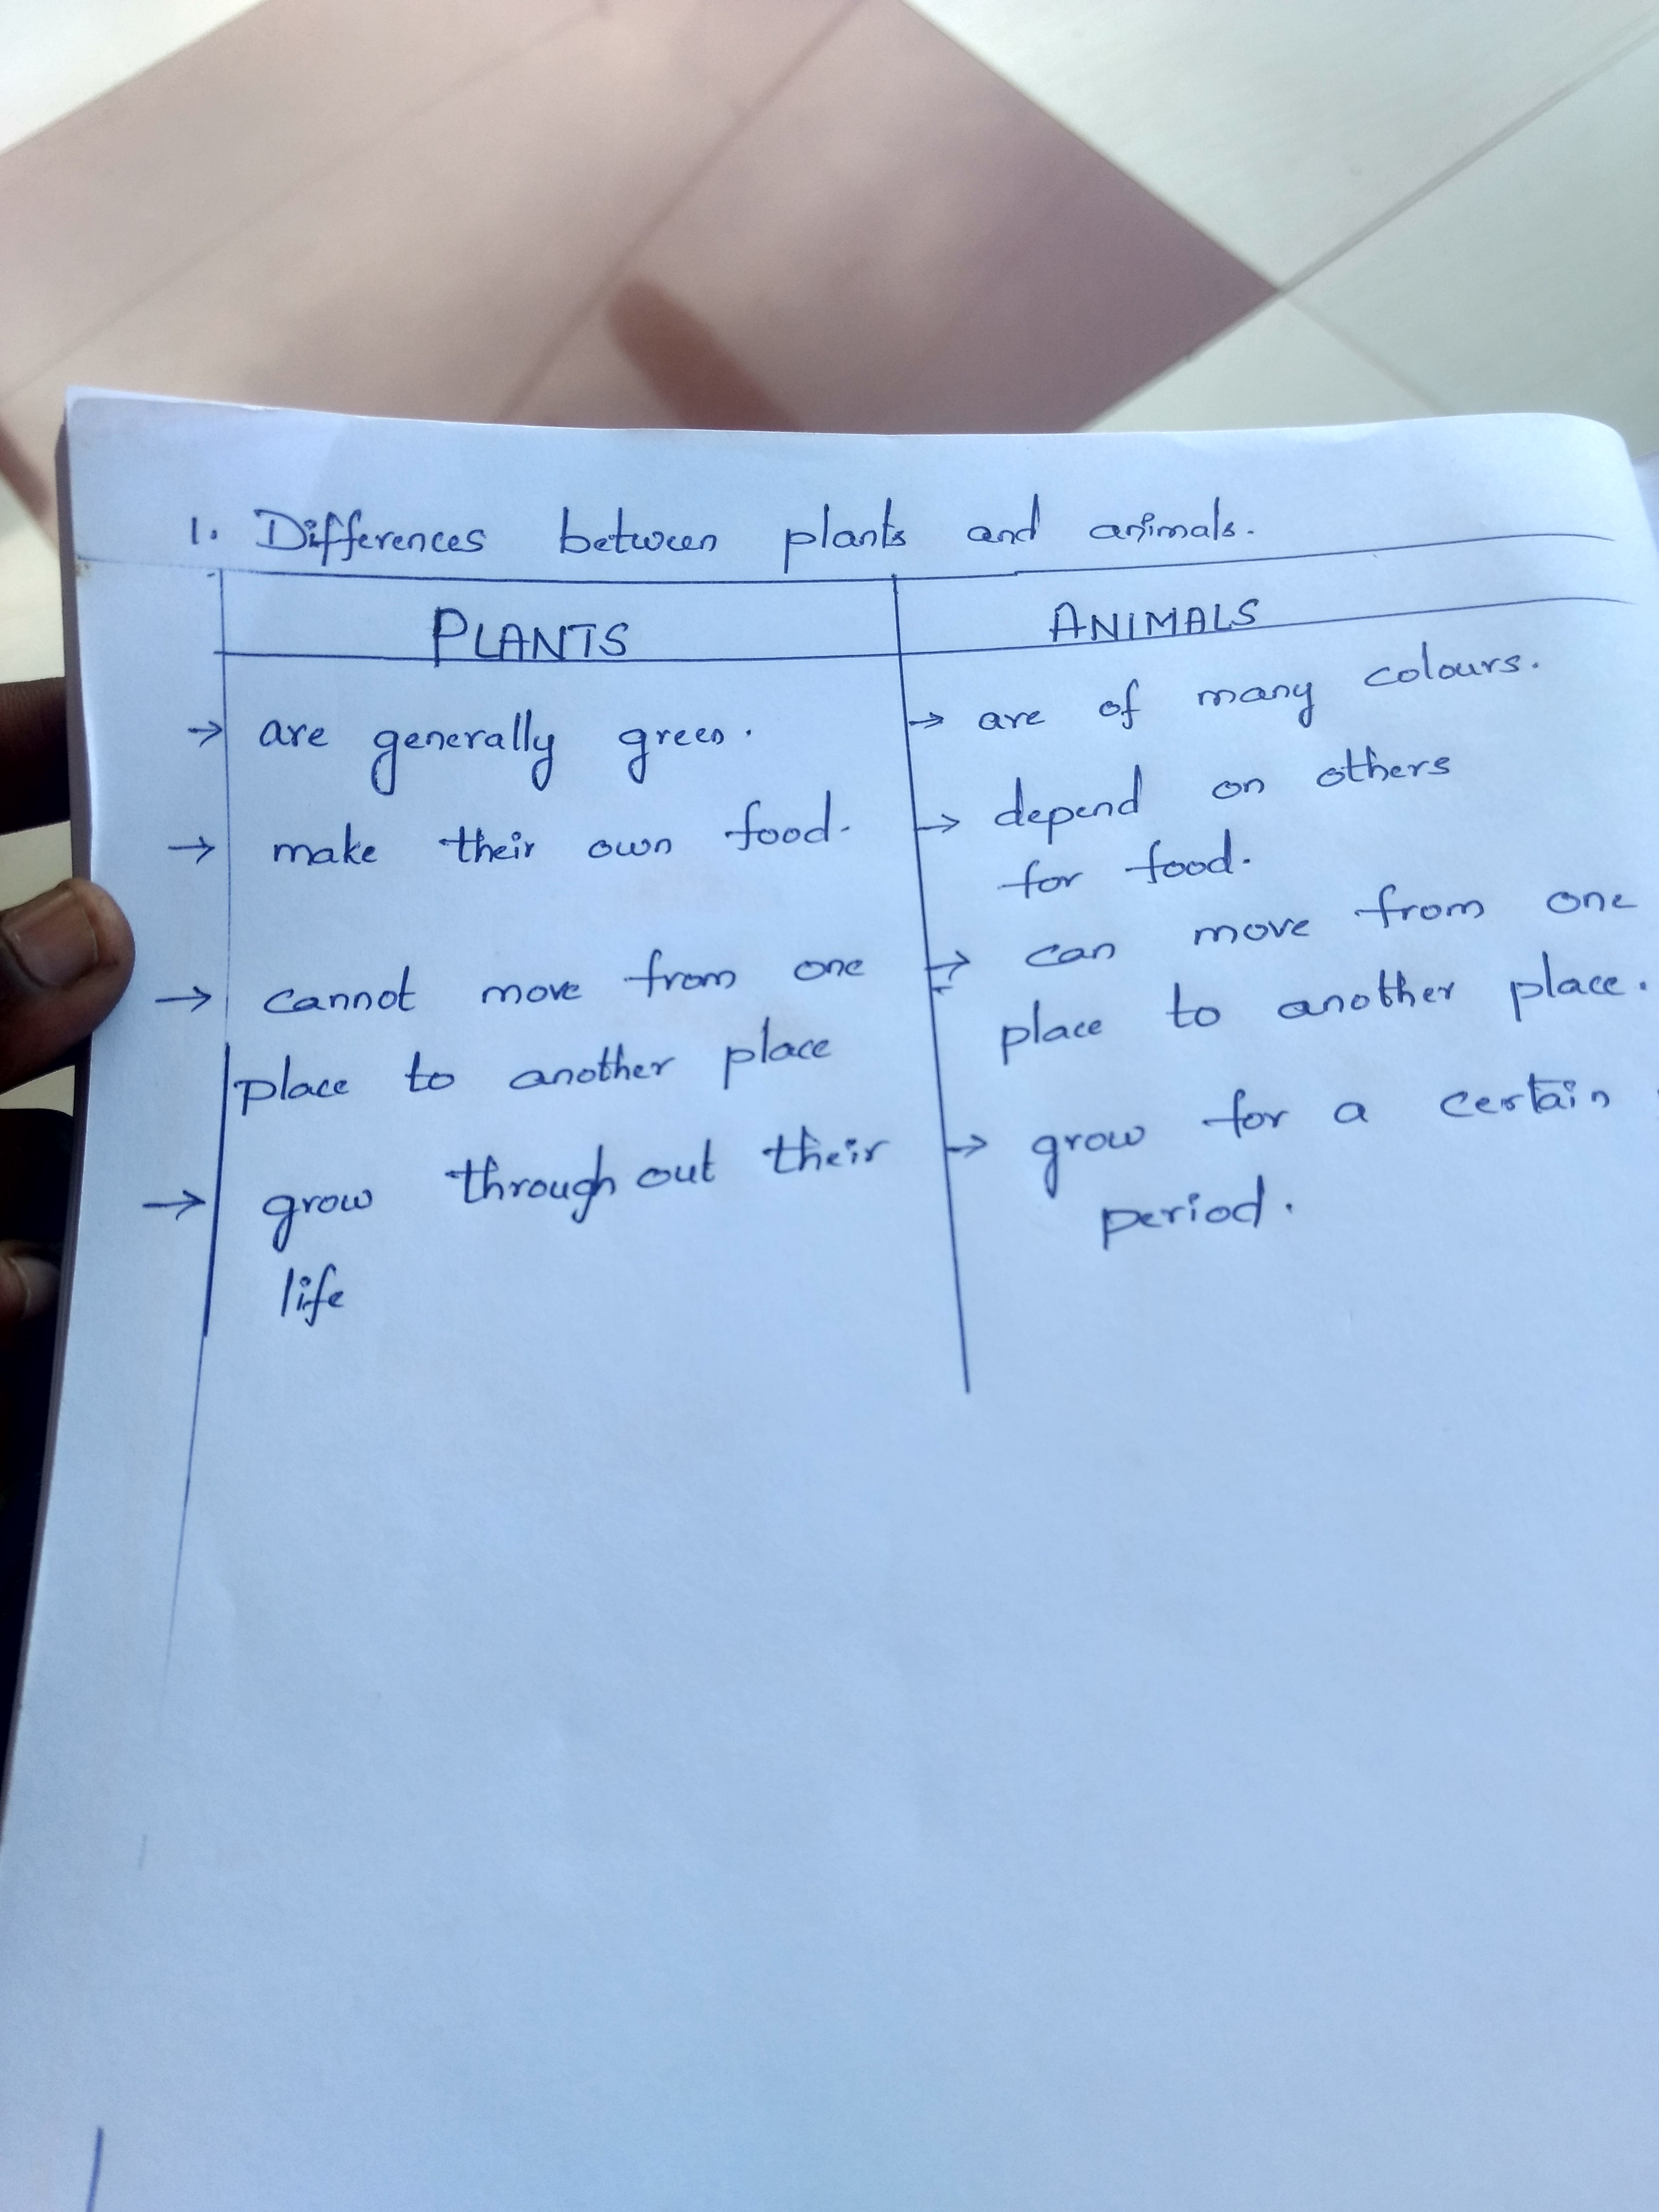 1. Differences between plants and animals.
PLANTS
ANIMALS
→ are generally green.
→ make their own food.
→ cannot move from one
place to another place
→ grow throughout their
life
→ are of many colours.
→ depend on others
for food.
→ can move from one
place to another place.
→ grow for a certain
period.